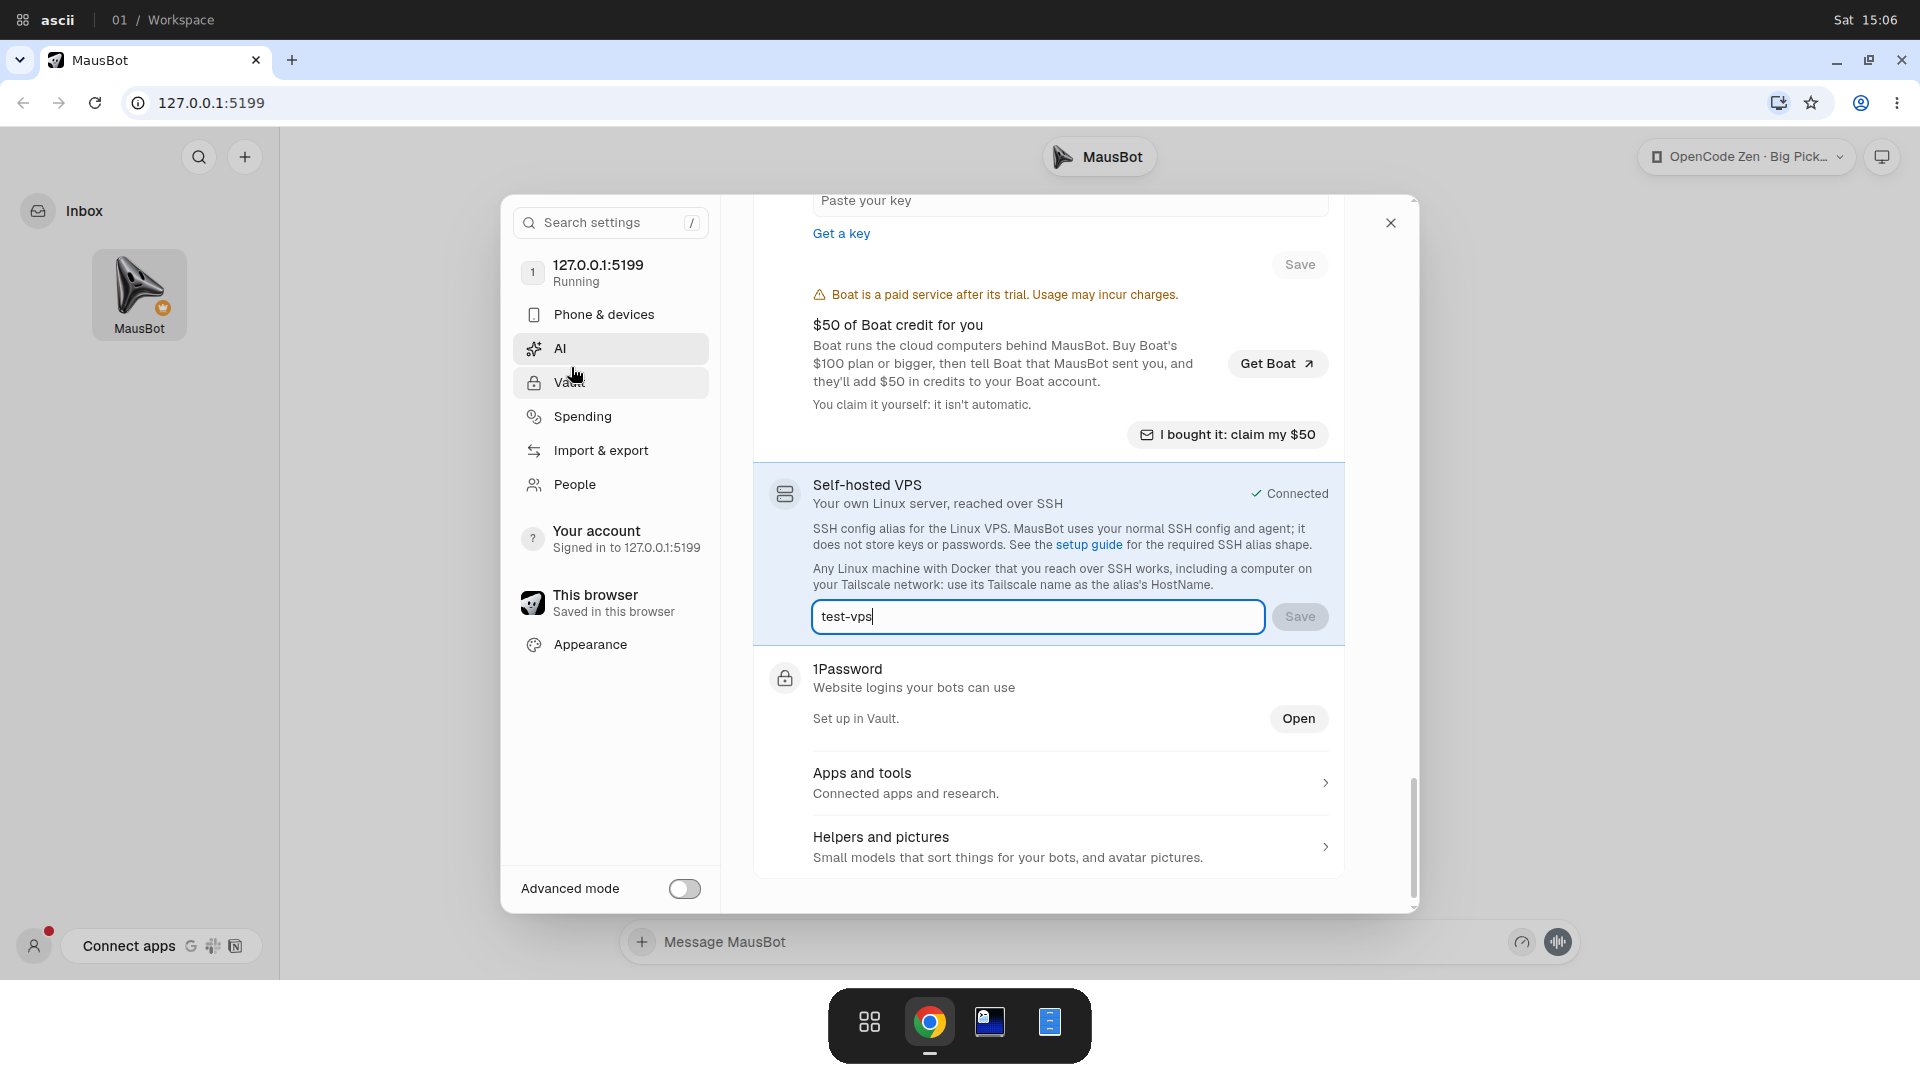 ascii
01 / Workspace
Sat 15:06
MausBot
127.0.0.1:5199
MausBot
OpenCode Zen · Big Pick...
Inbox
MausBot
Search settings
/
1
127.0.0.1:5199
Running
Phone & devices
AI
Vault
Spending
Import & export
People
?
Your account
Signed in to 127.0.0.1:5199
This browser
Saved in this browser
Appearance
Advanced mode
Paste your key
Get a key
Save
Boat is a paid service after its trial. Usage may incur charges.
$50 of Boat credit for you
Boat runs the cloud computers behind MausBot. Buy Boat's
$100 plan or bigger, then tell Boat that MausBot sent you, and
they'll add $50 in credits to your Boat account.
Get Boat
You claim it yourself: it isn't automatic.
I bought it: claim my $50
Self-hosted VPS
Your own Linux server, reached over SSH
Connected
SSH config alias for the Linux VPS. MausBot uses your normal SSH config and agent; it
does not store keys or passwords. See the setup guide for the required SSH alias shape.
Any Linux machine with Docker that you reach over SSH works, including a computer on
your Tailscale network: use its Tailscale name as the alias's HostName.
test-vps
Save
1Password
Website logins your bots can use
Set up in Vault.
Open
Apps and tools
Connected apps and research.
Helpers and pictures
Small models that sort things for your bots, and avatar pictures.
Connect apps
Message MausBot